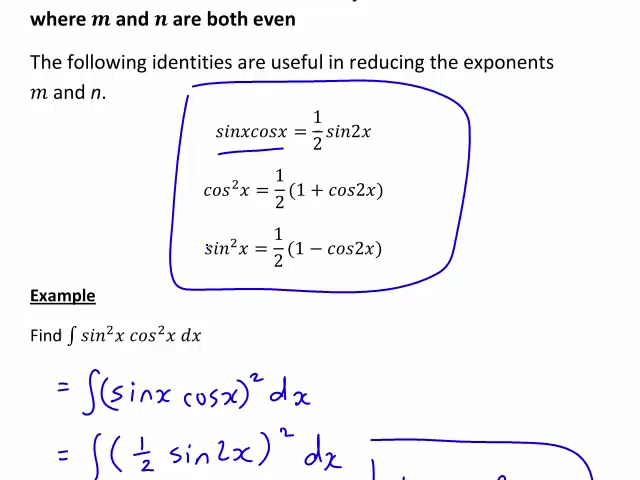 where m and n are both even
The following identities are useful in reducing the exponents
m and n.
sinxcosx = 1/2 sin2x
cos²x = 1/2 (1 + cos2x)
sin²x = 1/2 (1 − cos2x)
Example
Find ∫ sin²x cos²x dx
= ∫(sinx cosx)² dx
= ∫(1/2 sin2x)² dx